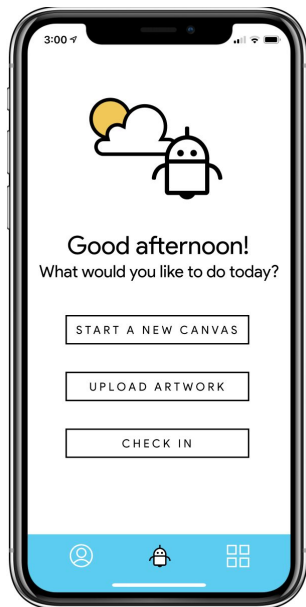 3:00
Good afternoon!
What would you like to do today?
START A NEW CANVAS
UPLOAD ARTWORK
CHECK IN